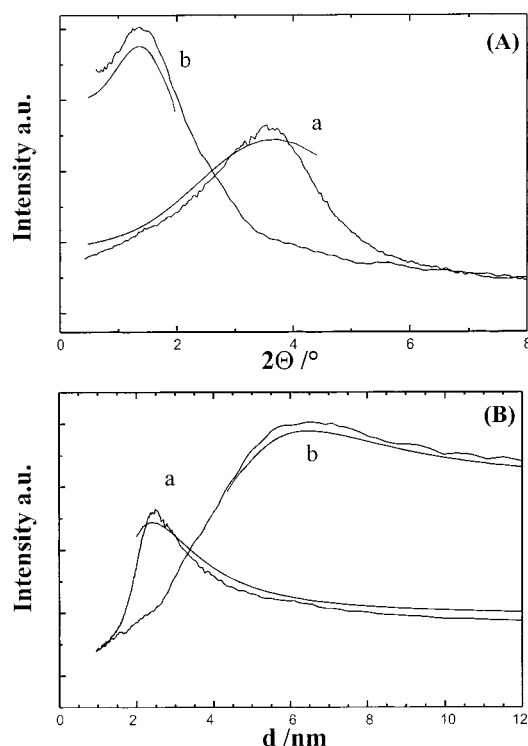 (A)
b
a
Intensity a.u.
0 2 4 6 8
2Θ /°
(B)
a
b
Intensity a.u.
0 2 4 6 8 10 12
d /nm